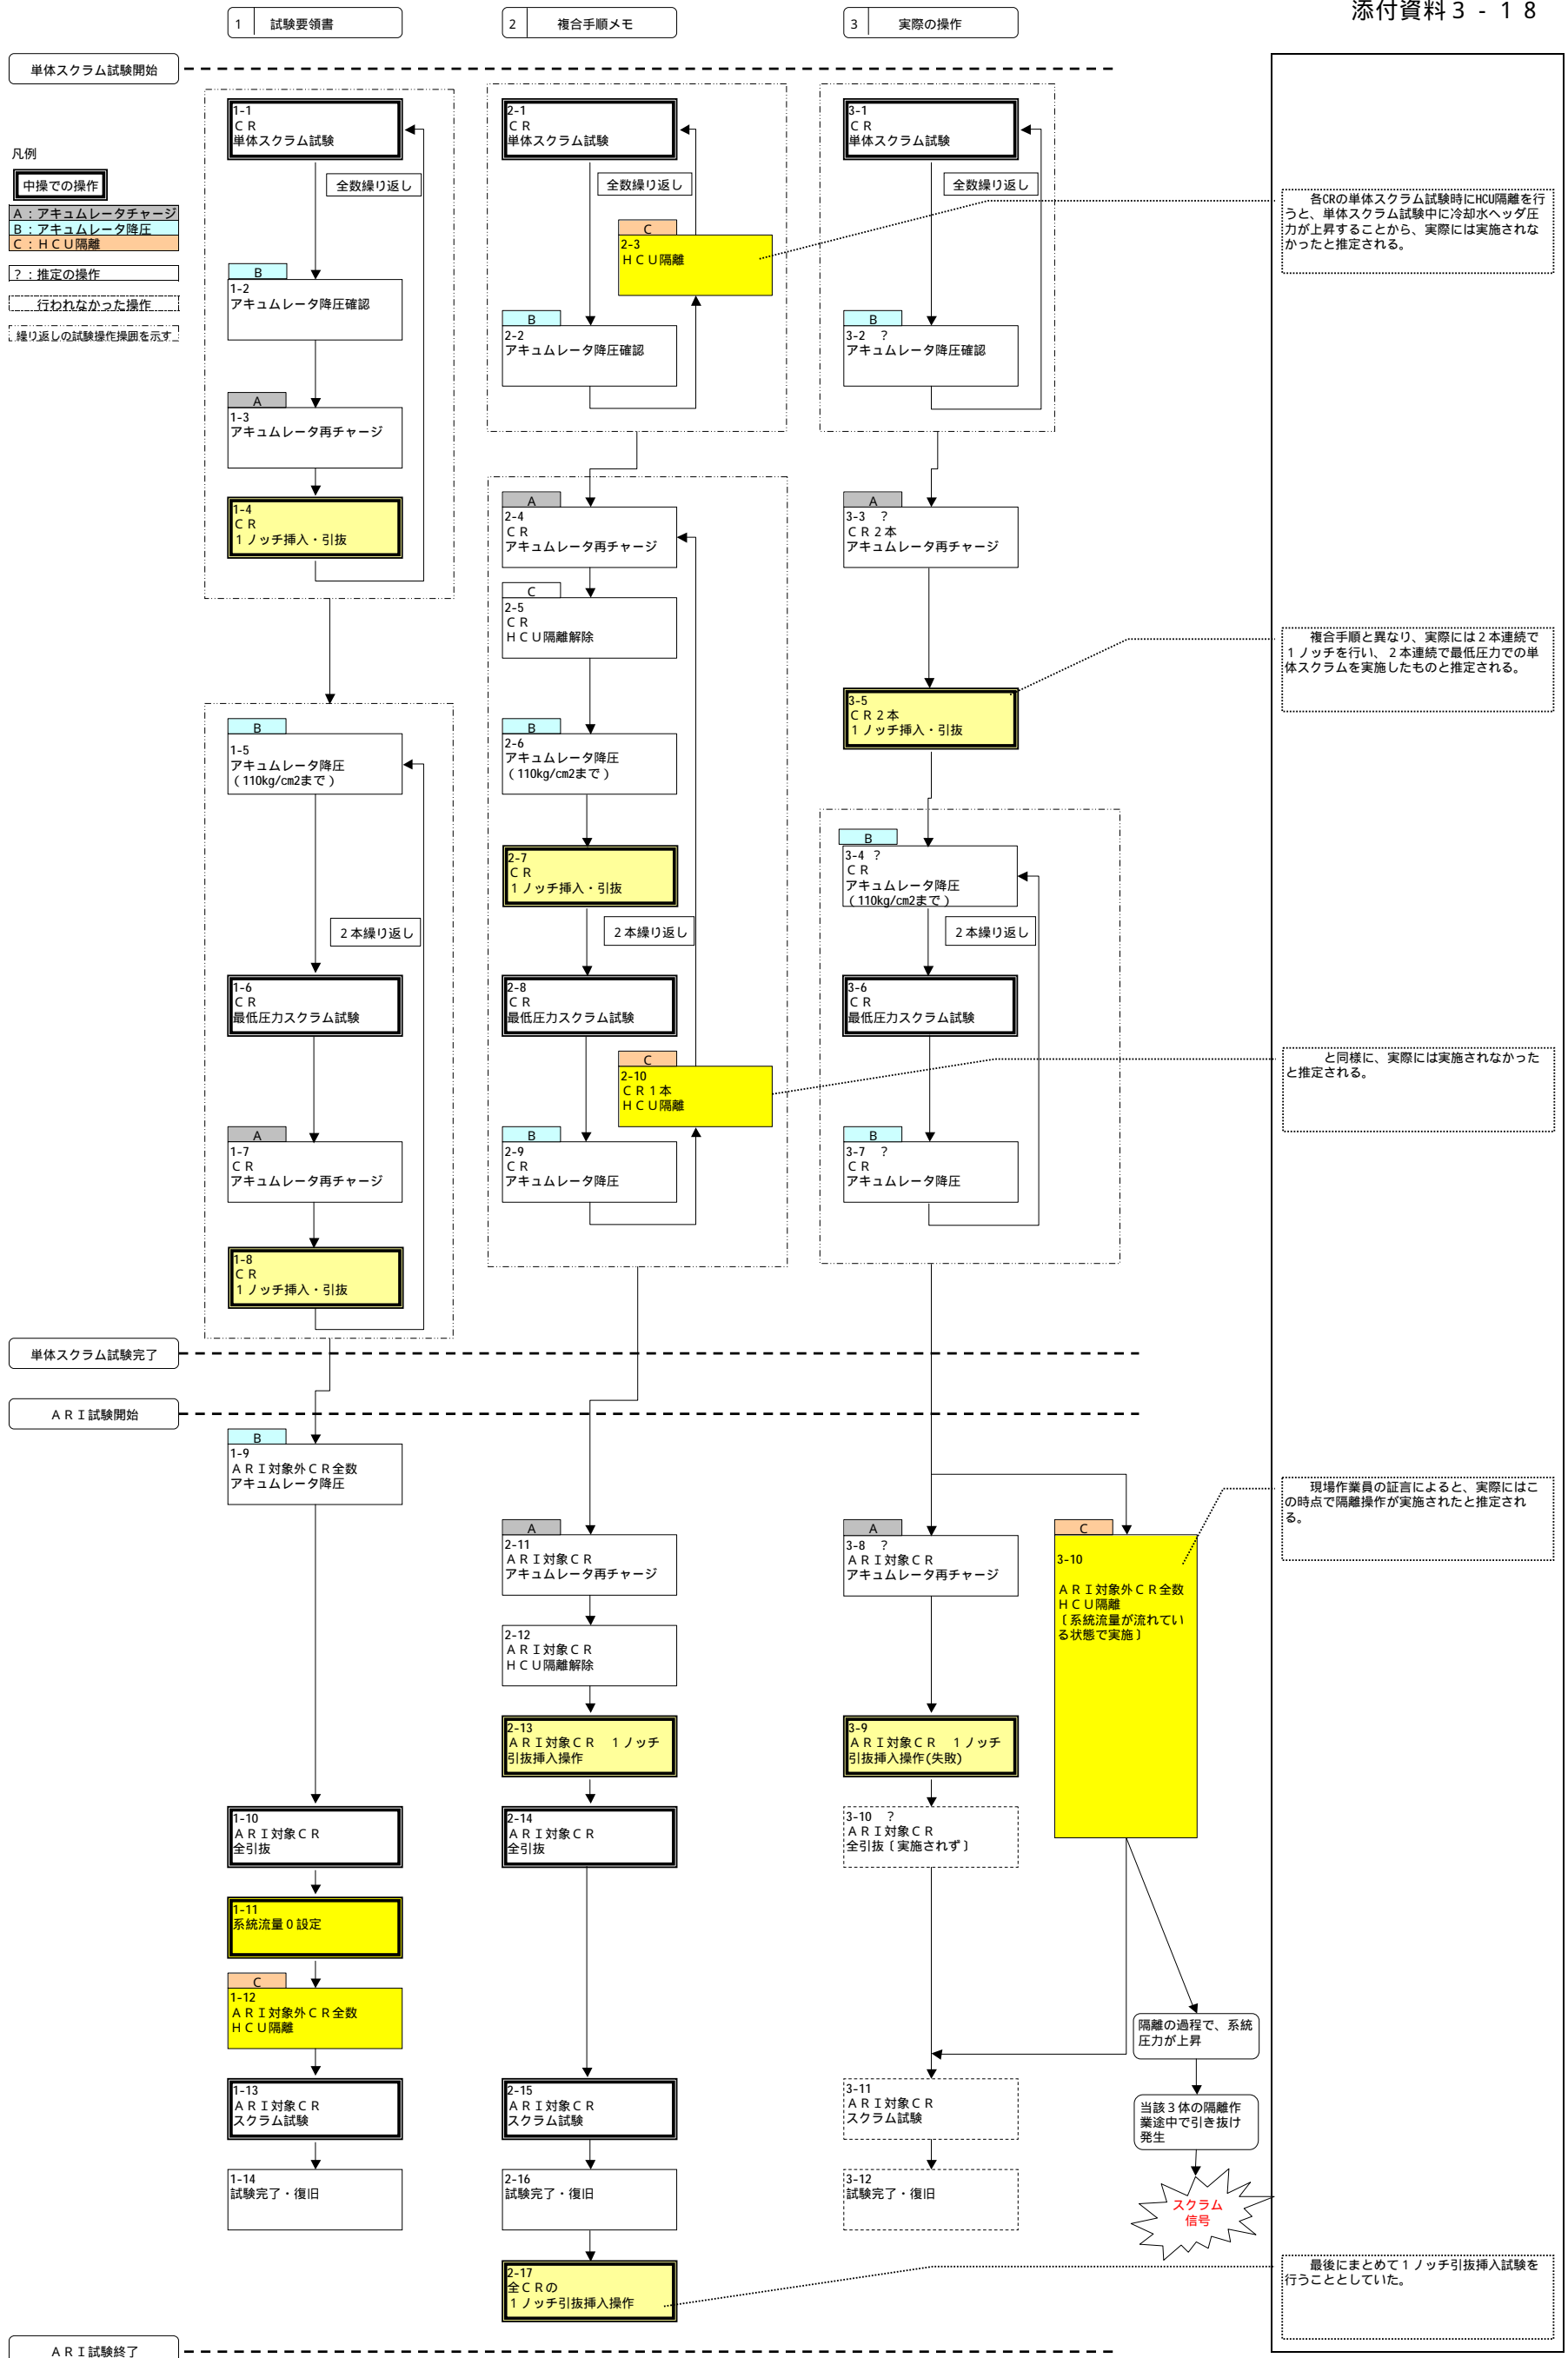 添付資料３‐１８
1 試験要領書
2 複合手順メモ
3 実際の操作
単体スクラム試験開始
凡例
中操での操作
Ａ：アキュムレータチャージ
Ｂ：アキュムレータ降圧
Ｃ：ＨＣＵ隔離
？：推定の操作
行われなかった操作
繰り返しの試験操作操囲を示す
1-1
ＣＲ
単体スクラム試験
全数繰り返し
B
1-2
アキュムレータ降圧確認
A
1-3
アキュムレータ再チャージ
1-4
ＣＲ
１ノッチ挿入・引抜
B
1-5
アキュムレータ降圧
（110kg/cm2まで）
２本繰り返し
1-6
ＣＲ
最低圧力スクラム試験
A
1-7
ＣＲ
アキュムレータ再チャージ
1-8
ＣＲ
１ノッチ挿入・引抜
2-1
ＣＲ
単体スクラム試験
全数繰り返し
C
2-3
ＨＣＵ隔離
B
2-2
アキュムレータ降圧確認
A
2-4
ＣＲ
アキュムレータ再チャージ
C
2-5
ＣＲ
ＨＣＵ隔離解除
B
2-6
アキュムレータ降圧
（110kg/cm2まで）
2-7
ＣＲ
１ノッチ挿入・引抜
２本繰り返し
2-8
ＣＲ
最低圧力スクラム試験
C
2-10
ＣＲ１本
ＨＣＵ隔離
B
2-9
ＣＲ
アキュムレータ降圧
3-1
ＣＲ
単体スクラム試験
全数繰り返し
B
3-2　？
アキュムレータ降圧確認
A
3-3　？
ＣＲ２本
アキュムレータ再チャージ
3-5
ＣＲ２本
１ノッチ挿入・引抜
B
3-4　？
ＣＲ
アキュムレータ降圧
（110kg/cm2まで）
２本繰り返し
3-6
ＣＲ
最低圧力スクラム試験
B
3-7　？
ＣＲ
アキュムレータ降圧
各CRの単体スクラム試験時にHCU隔離を行
うと、単体スクラム試験中に冷却水ヘッダ圧
力が上昇することから、実際には実施されな
かったと推定される。
複合手順と異なり、実際には２本連続で
１ノッチを行い、２本連続で最低圧力での単
体スクラムを実施したものと推定される。
と同様に、実際には実施されなかった
と推定される。
単体スクラム試験完了
ＡＲＩ試験開始
B
1-9
ＡＲＩ対象外ＣＲ全数
アキュムレータ降圧
1-10
ＡＲＩ対象ＣＲ
全引抜
1-11
系統流量０設定
C
1-12
ＡＲＩ対象外ＣＲ全数
ＨＣＵ隔離
1-13
ＡＲＩ対象ＣＲ
スクラム試験
1-14
試験完了・復旧
A
2-11
ＡＲＩ対象ＣＲ
アキュムレータ再チャージ
2-12
ＡＲＩ対象ＣＲ
ＨＣＵ隔離解除
2-13
ＡＲＩ対象ＣＲ　１ノッチ
引抜挿入操作
2-14
ＡＲＩ対象ＣＲ
全引抜
2-15
ＡＲＩ対象ＣＲ
スクラム試験
2-16
試験完了・復旧
2-17
全ＣＲの
１ノッチ引抜挿入操作
A
3-8　？
ＡＲＩ対象ＣＲ
アキュムレータ再チャージ
3-9
ＡＲＩ対象ＣＲ　１ノッチ
引抜挿入操作(失敗)
3-10　？
ＡＲＩ対象ＣＲ
全引抜〔実施されず〕
3-11
ＡＲＩ対象ＣＲ
スクラム試験
3-12
試験完了・復旧
C
3-10
ＡＲＩ対象外ＣＲ全数
ＨＣＵ隔離
〔系統流量が流れてい
る状態で実施〕
隔離の過程で、系統
圧力が上昇
当該３体の隔離作
業途中で引き抜け
発生
スクラム
信号
現場作業員の証言によると、実際にはこ
の時点で隔離操作が実施されたと推定され
る。
最後にまとめて１ノッチ引抜挿入試験を
行うこととしていた。
ＡＲＩ試験終了